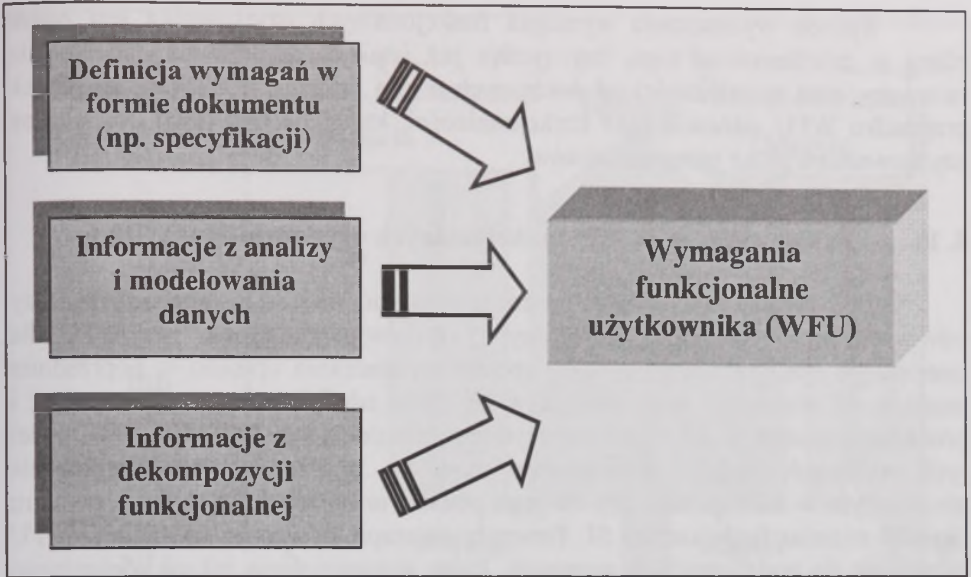 Definicja wymagań w
formie dokumentu
(np. specyfikacji)
Informacje z analizy
i modelowania
danych
Informacje z
dekompozycji
funkcjonalnej
Wymagania
funkcjonalne
użytkownika (WFU)